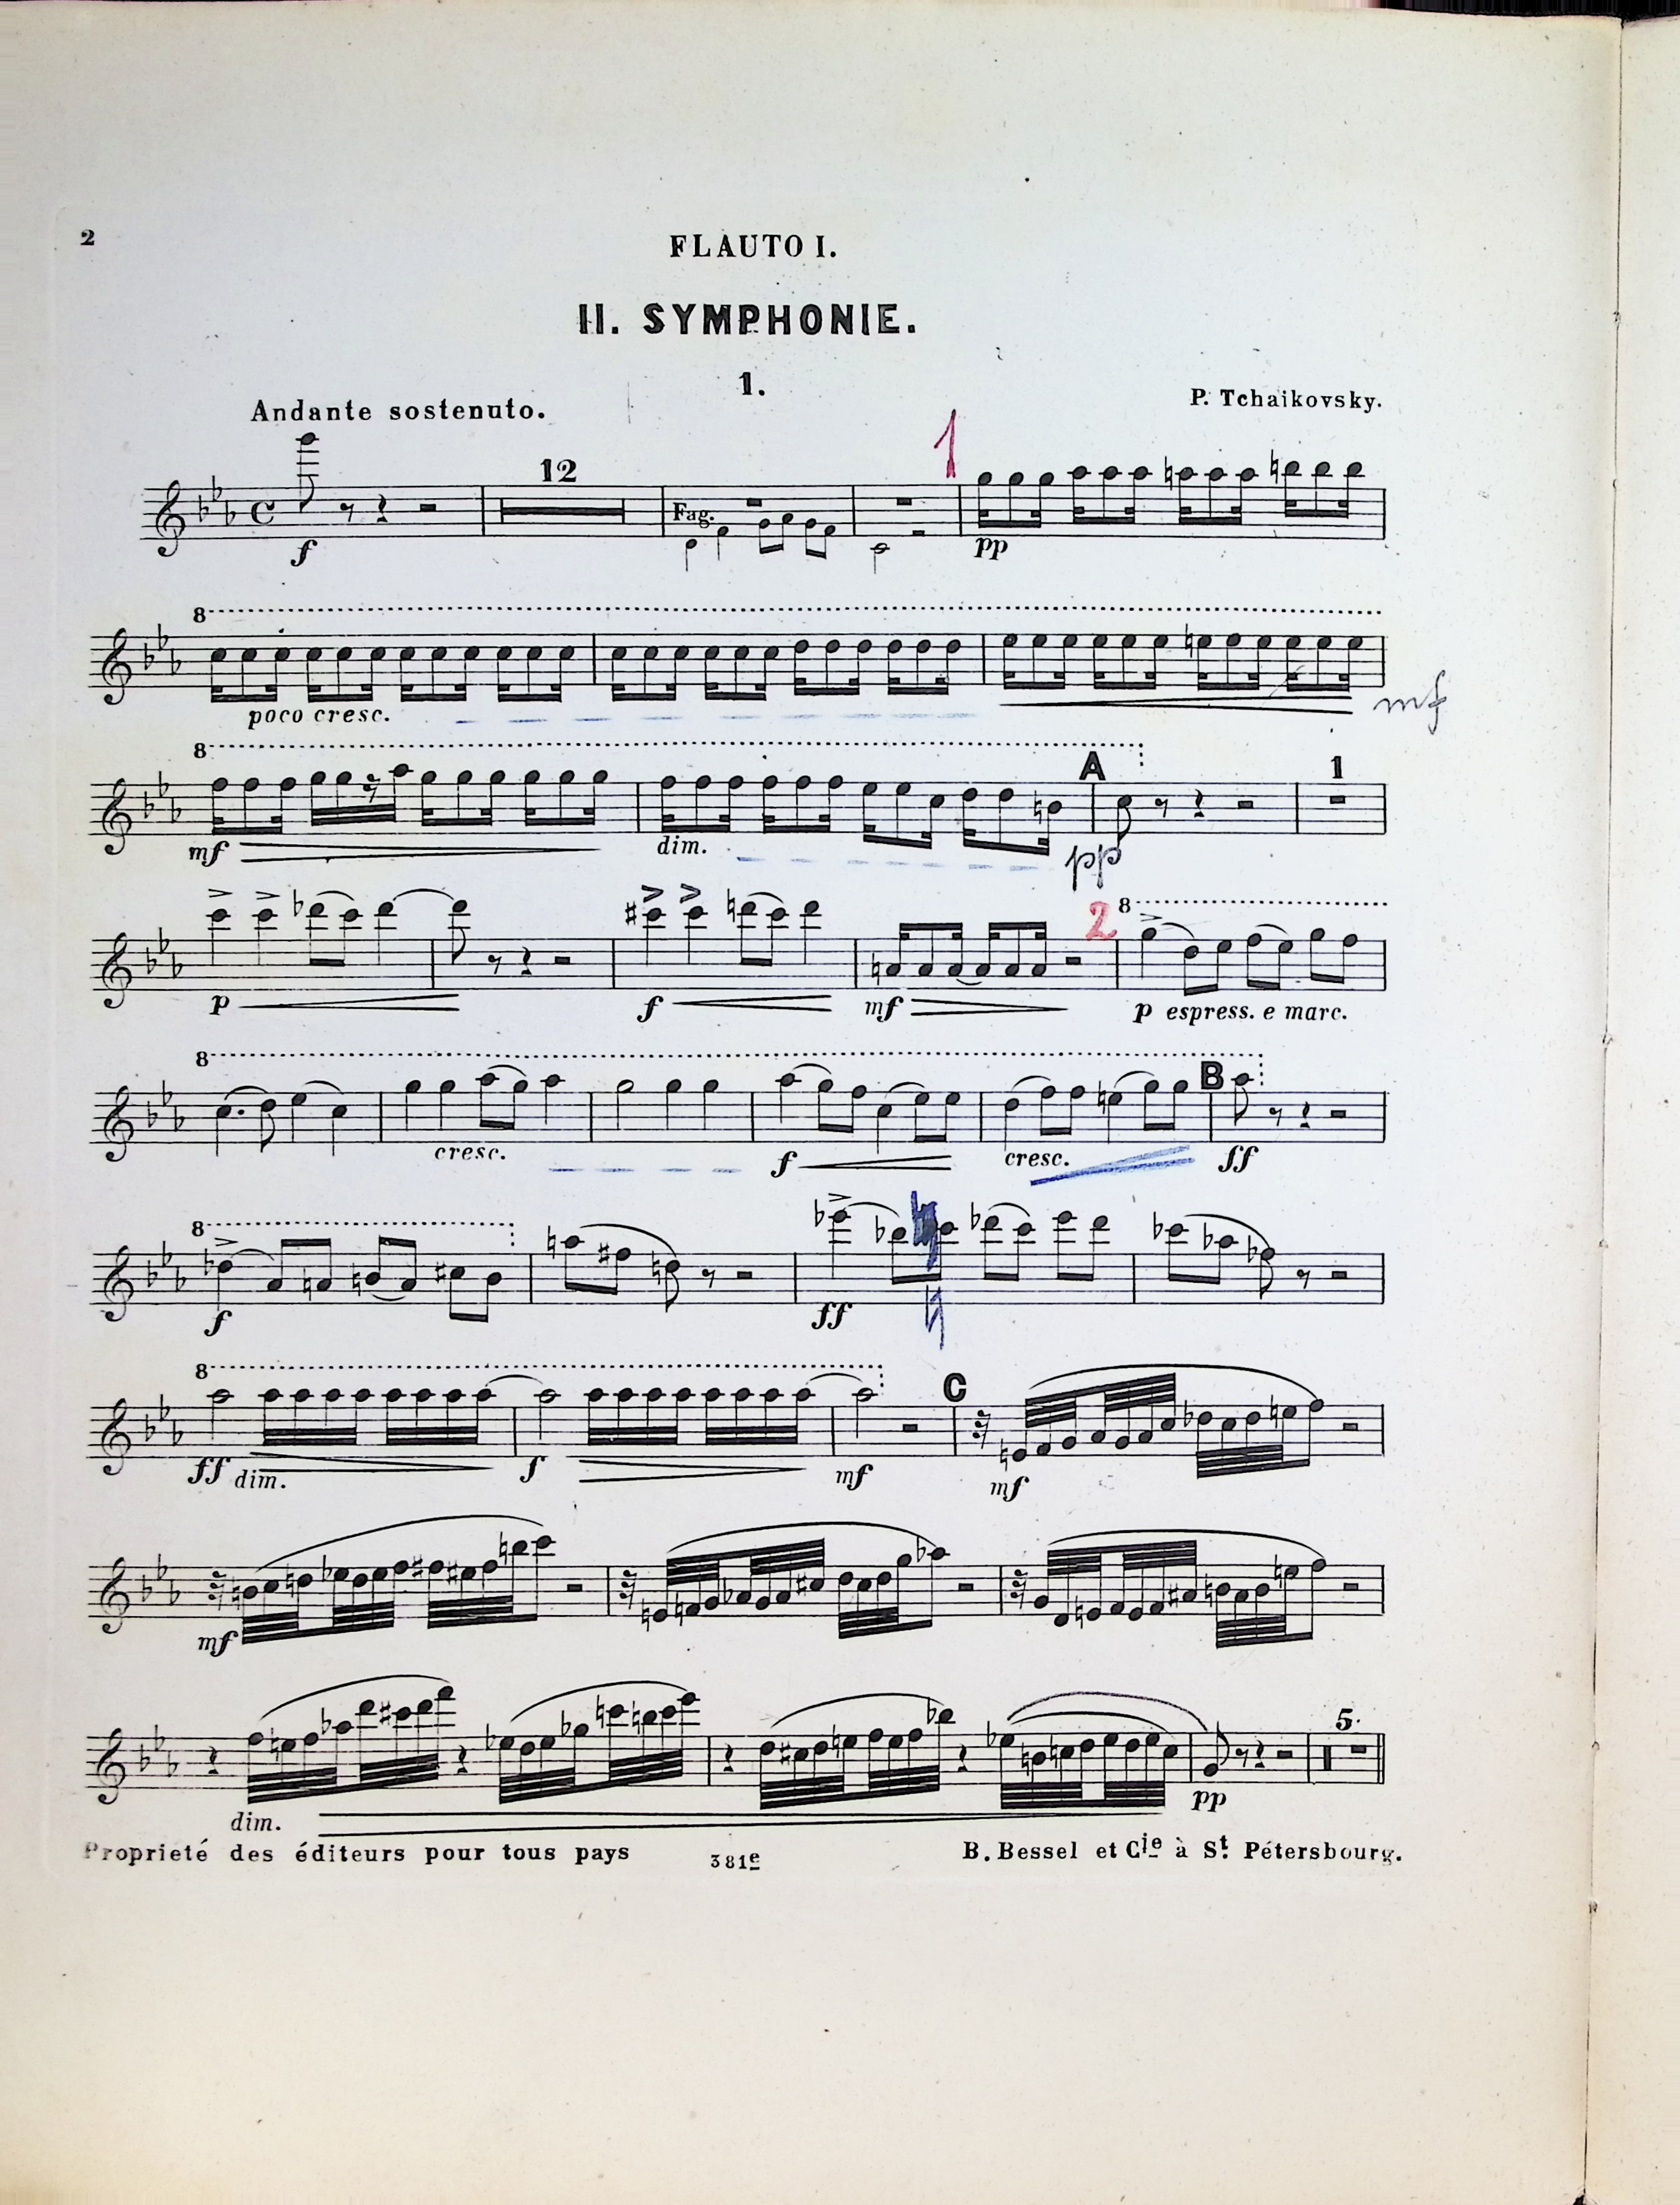 2
FLAUTO I.
II. SYMPHONIE.
1.
Andante sostenuto.
P. Tchaikovsky.
1
12
Fag.
f
pp
8
poco cresc.
mf
8
A
1
mf
dim.
pp
2
8
p
f
mf
p espress. e marc.
8
B
cresc.
f
cresc.
ff
8
f
ff
8
C
ff dim.
f
mf
mf
mf
5
dim.
pp
Proprieté des éditeurs pour tous pays
381e
B. Bessel et Cie à St. Pétersbourg.